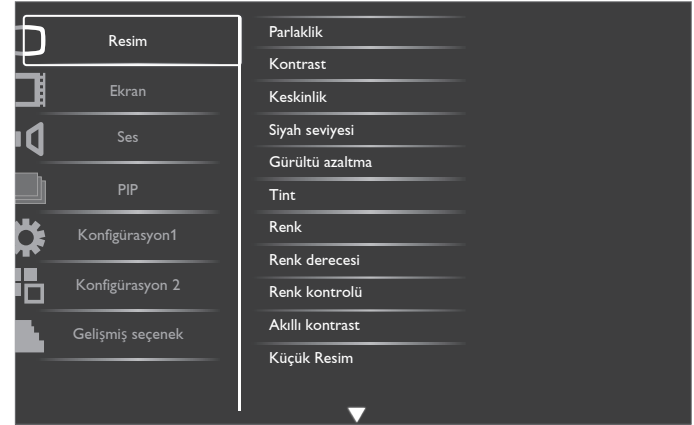 Resim
Ekran
Ses
PIP
Konfigürasyon1
Konfigürasyon 2
Gelişmiş seçenek
Parlaklik
Kontrast
Keskinlik
Siyah seviyesi
Gürültü azaltma
Tint
Renk
Renk derecesi
Renk kontrolü
Akıllı kontrast
Küçük Resim